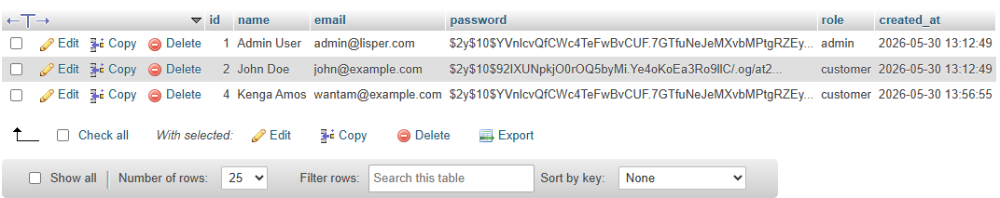 id name email password role created_at
Edit Copy Delete 1 Admin User admin@lisper.com $2y$10$YVnIcvQfCWc4TeFwBvCUF.7GTfuNeJeMXvbMPtgRZEy... admin 2026-05-30 13:12:49
Edit Copy Delete 2 John Doe john@example.com $2y$10$92IXUNpkjO0rOQ5byMi.Ye4oKoEa3Ro9llC/.og/at2... customer 2026-05-30 13:12:49
Edit Copy Delete 4 Kenga Amos wantam@example.com $2y$10$YVnIcvQfCWc4TeFwBvCUF.7GTfuNeJeMXvbMPtgRZEy... customer 2026-05-30 13:56:55
Check all With selected: Edit Copy Delete Export
Show all Number of rows: 25 Filter rows: Search this table Sort by key: None